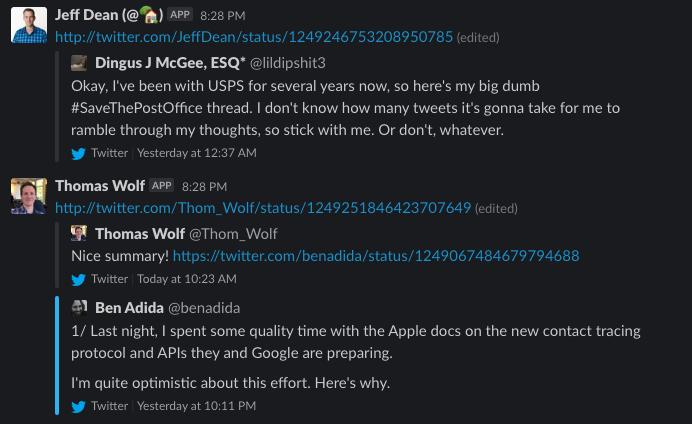 Jeff Dean (@🏡) APP 8:28 PM
http://twitter.com/JeffDean/status/1249246753208950785 (edited)
Dingus J McGee, ESQ* @lildipshit3
Okay, I've been with USPS for several years now, so here's my big dumb
#SaveThePostOffice thread. I don't know how many tweets it's gonna take for me to
ramble through my thoughts, so stick with me. Or don't, whatever.
Twitter | Yesterday at 12:37 AM
Thomas Wolf APP 8:28 PM
http://twitter.com/Thom_Wolf/status/1249251846423707649 (edited)
Thomas Wolf @Thom_Wolf
Nice summary! https://twitter.com/benadida/status/1249067484679794688
Twitter | Today at 10:23 AM
Ben Adida @benadida
1/ Last night, I spent some quality time with the Apple docs on the new contact tracing
protocol and APIs they and Google are preparing.
I'm quite optimistic about this effort. Here's why.
Twitter | Yesterday at 10:11 PM